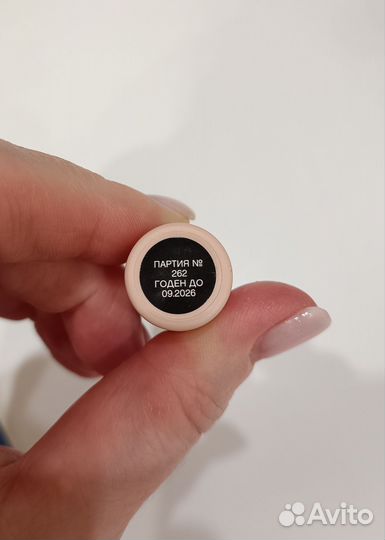 ПАРТИЯ №
262
ГОДЕН ДО
09.2026
Avito